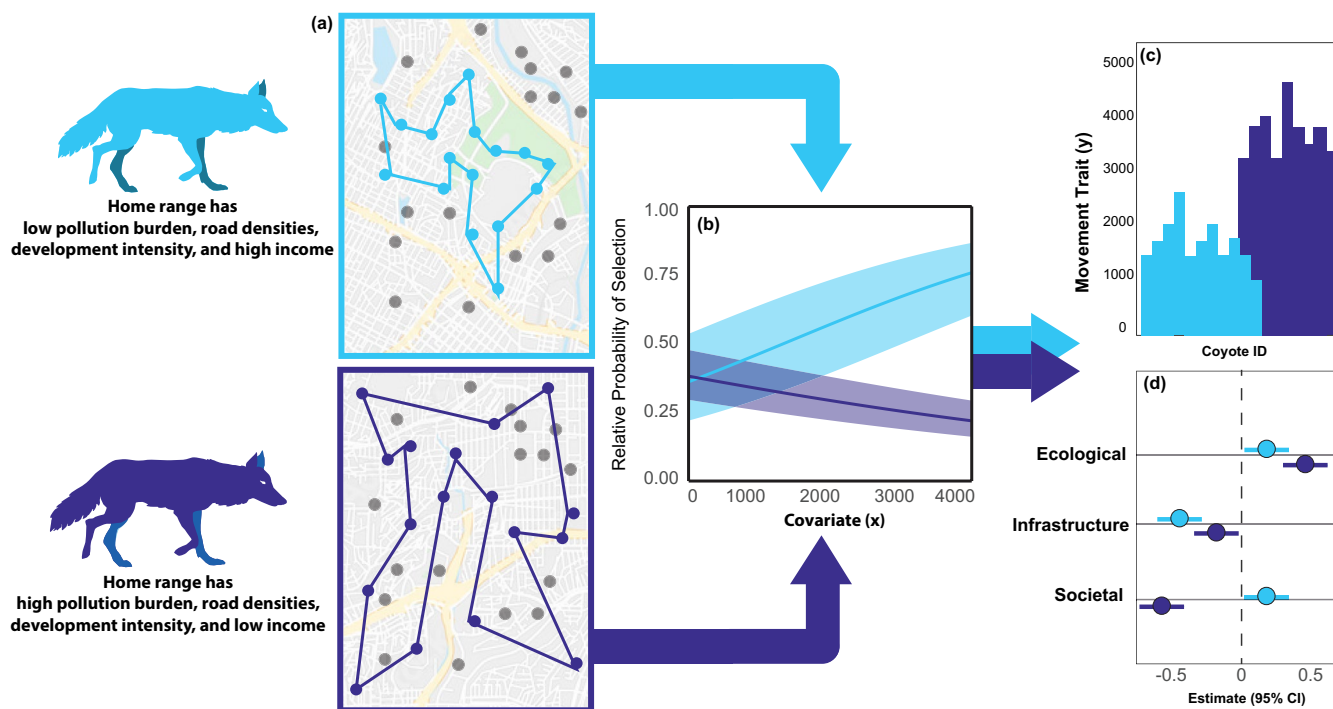 (a)
Home range has
low pollution burden, road densities,
development intensity, and high income
Home range has
high pollution burden, road densities,
development intensity, and low income
(b)
Relative Probability of Selection
1.00
0.75
0.50
0.25
0.00
0 1000 2000 3000 4000
Covariate (x)
(c)
Movement Trait (y)
5000
4000
3000
2000
1000
0
Coyote ID
(d)
Ecological
Infrastructure
Societal
-0.5 0 0.5
Estimate (95% CI)